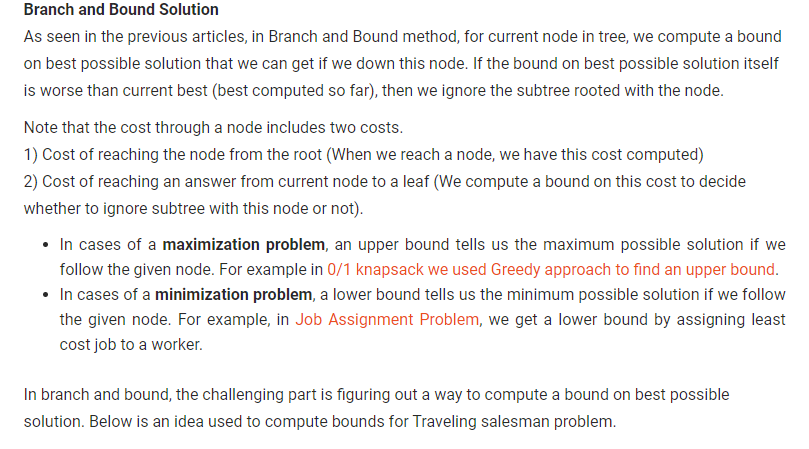 Branch and Bound Solution
As seen in the previous articles, in Branch and Bound method, for current node in tree, we compute a bound
on best possible solution that we can get if we down this node. If the bound on best possible solution itself
is worse than current best (best computed so far), then we ignore the subtree rooted with the node.
Note that the cost through a node includes two costs.
1) Cost of reaching the node from the root (When we reach a node, we have this cost computed)
2) Cost of reaching an answer from current node to a leaf (We compute a bound on this cost to decide
whether to ignore subtree with this node or not).
• In cases of a maximization problem, an upper bound tells us the maximum possible solution if we
follow the given node. For example in 0/1 knapsack we used Greedy approach to find an upper bound.
• In cases of a minimization problem, a lower bound tells us the minimum possible solution if we follow
the given node. For example, in Job Assignment Problem, we get a lower bound by assigning least
cost job to a worker.
In branch and bound, the challenging part is figuring out a way to compute a bound on best possible
solution. Below is an idea used to compute bounds for Traveling salesman problem.